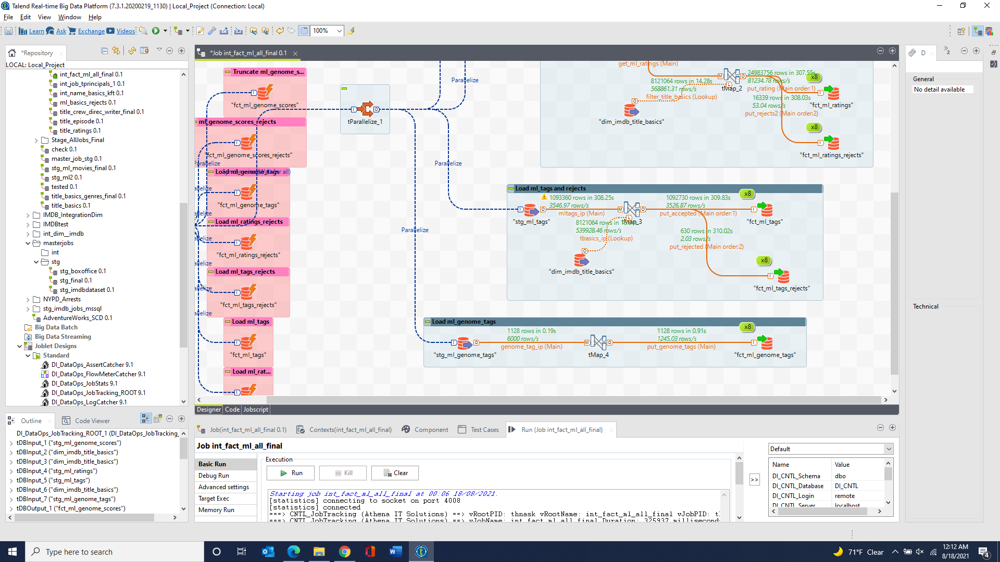 Talend Real-time Big Data Platform (7.3.1.20200219_1130) | Local_Project (Connection: Local)
File Edit View Window Help
Learn Ask Exchange Videos 100%
*Repository
LOCAL: Local_Project
int_fact_ml_all_final 0.1
int_job_tprincipals_1 0.1
int_name_basics_kft 0.1
ml_basics_rejects 0.1
title_crew_direc_writer_final 0.1
title_episode 0.1
title_ratings 0.1
Stage_AllJobs_Final
check 0.1
master_job_stg 0.1
stg_ml_movies_final 0.1
stg_ml2 0.1
tested 0.1
title_basics_genres_final 0.1
title_basics 0.1
IMDB_IntegrationDim
IMDBtest
int_dim__imdb
masterjobs
int
stg
stg_boxoffice 0.1
stg_final 0.1
stg_imdbdataset 0.1
NYPD_Arrests
stg_imdb_jobs_mssql
AdventureWorks_SCD 0.1
Big Data Batch
Big Data Streaming
Joblet Designs
Standard
DI_DataOps_AssertCatcher 9.1
DI_DataOps_FlowMeterCatcher 9.1
DI_DataOps_JobStats 9.1
DI_DataOps_JobTracking_ROOT 9.1
DI_DataOps_LogCatcher 9.1
Outline Code Viewer
DI_DataOps_JobTracking_ROOT_1 (DI_DataOps_JobTracking_
tDBInput_1 ("stg_ml_genome_scores")
tDBInput_2 ("dim_imdb_title_basics")
tDBInput_3 ("dim_imdb_title_basics")
tDBInput_4 ("stg_ml_ratings")
tDBInput_5 ("stg_ml_tags")
tDBInput_6 ("dim_imdb_title_basics")
tDBInput_7 ("stg_ml_genome_tags")
tDBOutput_1 ("fct_ml_genome_scores")
*Job int_fact_ml_all_final 0.1
Truncate ml_genome_s...
"fct_ml_genome_scores"
ml_genome_scores_rejects
"fct_ml_genome_scores_rejects"
Parallelize
Load ml_genome_tags
"fct_ml_genome_tags"
Load ml_ratings_rejects
"fct_ml_ratings_rejects"
Load ml_tags_rejects
"fct_ml_tags_rejects"
Load ml_tags
"fct_ml_tags"
Load ml_rat...
tParallelize_1
Parallelize
Parallelize
Parallelize
get_ml_ratings (Main)
8121064 rows in 14.28s
568861.31 rows/s
filter_title_basics (Lookup)
"dim_imdb_title_basics"
tMap_2
24983756 rows in 307.55s
81234.78 rows/s
put_rating (Main order:1)
x8
"fct_ml_ratings"
16339 rows in 308.03s
53.04 rows/s
put_rejects2 (Main order:2)
x8
"fct_ml_ratings_rejects"
Load ml_tags and rejects
1093360 rows in 308.25s
3546.97 rows/s
mltags_ip (Main)
"stg_ml_tags"
tMap_3
8121064 rows in
539928.46 rows/s
tbasics_ip (Lookup)
"dim_imdb_title_basics"
1092730 rows in 309.83s
3526.87 rows/s
put_accepted (Main order:1)
x8
"fct_ml_tags"
630 rows in 310.02s
2.03 rows/s
put_rejected (Main order:2)
x8
"fct_ml_tags_rejects"
Load ml_genome_tags
1128 rows in 0.19s
6000 rows/s
genome_tag_ip (Main)
"stg_ml_genome_tags"
tMap_4
1128 rows in 0.91s
1245.03 rows/s
put_genome_tags (Main)
x8
"fct_ml_genome_tags"
Designer Code Jobscript
Job(int_fact_ml_all_final 0.1) Contexts(int_fact_ml_all_final) Component Test Cases Run (Job int_fact_ml_all_final)
Job int_fact_ml_all_final
Basic Run
Debug Run
Advanced settings
Target Exec
Memory Run
Execution
Run Kill Clear
Starting job int_fact_ml_all_final at 00:06 18/08/2021.
[statistics] connecting to socket on port 4008
[statistics] connected
===> CNTL_JobTracking (Athena IT Solutions) ==> vRootPID: thnask vRootName: int_fact_ml_all_final vJobPID: t
===> CNTL_JobTracking (Athena IT Solutions) ==> vJobName: int_fact_ml_all_final Duration: 325937 millisecond
>>
Default
Name Value
DI_CNTL_Schema dbo
DI_CNTL_Database DI_CNTL
DI_CNTL_Login remote
DI_CNTL_Server localhost
D
2
General
No detail available
Technical
Type here to search
71°F Clear
12:12 AM
8/18/2021
4